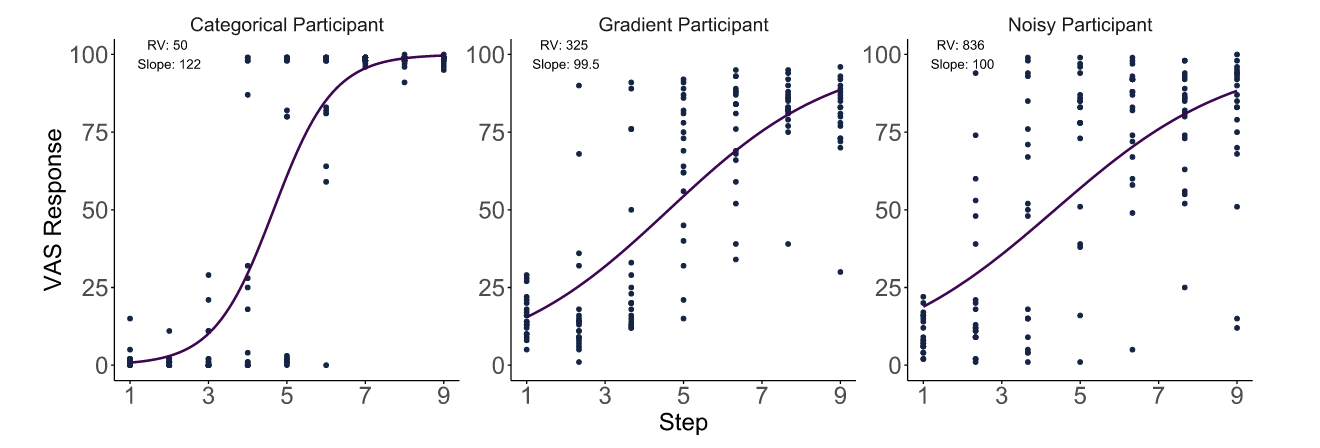 Categorical Participant
Gradient Participant
Noisy Participant
RV: 50
Slope: 122
RV: 325
Slope: 99.5
RV: 836
Slope: 100
VAS Response
100
75
50
25
0
100
75
50
25
0
100
75
50
25
0
1 3 5 7 9
1 3 5 7 9
1 3 5 7 9
Step